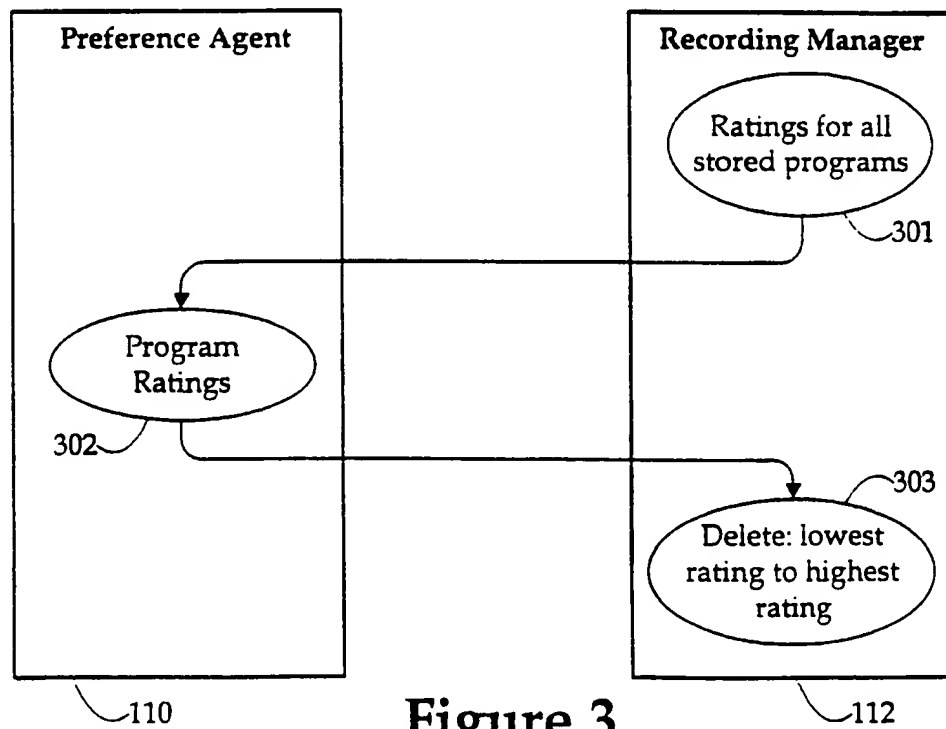 Preference Agent
Recording Manager
Ratings for all
stored programs
301
Program
Ratings
302
303
Delete: lowest
rating to highest
rating
110
Figure 3
112